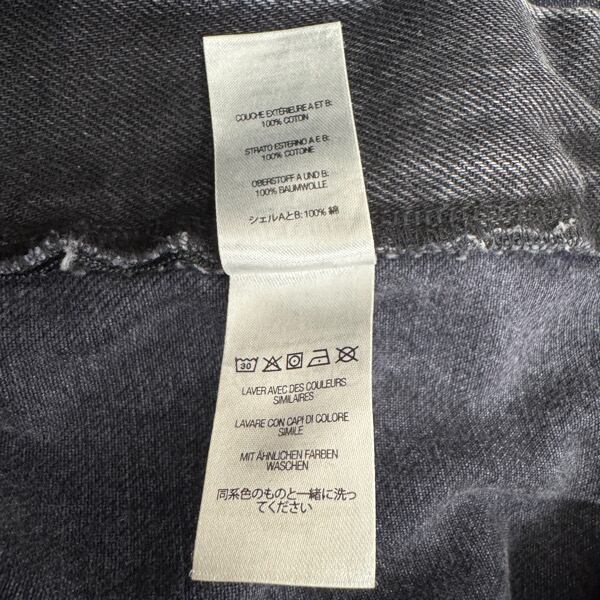 COUCHE EXTÉRIEURE A ET B:
100% COTON
STRATO ESTERNO A E B:
100% COTONE
OBERSTOFF A UND B:
100% BAUMWOLLE
シェルAとB: 100% 綿
30
LAVER AVEC DES COULEURS
SIMILAIRES
LAVARE CON CAPI DI COLORE
SIMILE
MIT ÄHNLICHEN FARBEN
WASCHEN
同系色のものと一緒に洗っ
てください